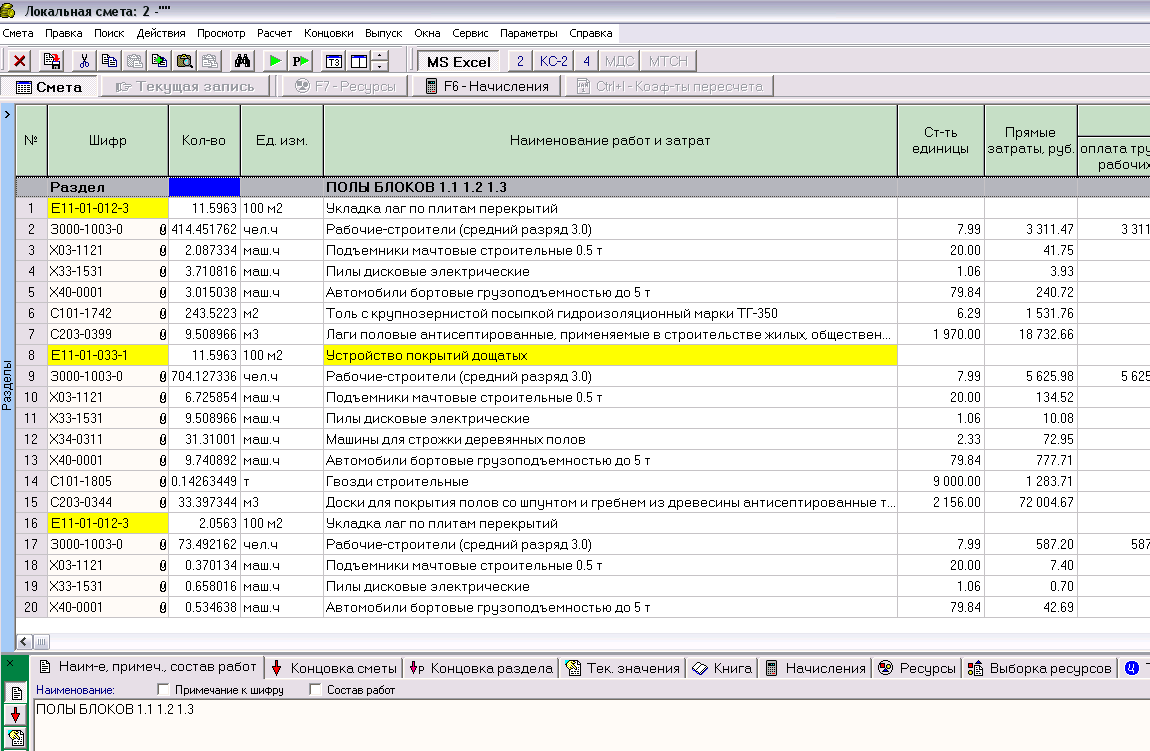 Локальная смета: 2 -""
Смета Правка Поиск Действия Просмотр Расчет Концовки Выпуск Окна Сервис Параметры Справка
P T3 MS Excel 2 КС-2 4 МДС МТСН
Смета Текущая запись F7 - Ресурсы F6 - Начисления Ctrl+I - Коэф-ты пересчета
№ Шифр Кол-во Ед. изм. Наименование работ и затрат Ст-ть единицы Прямые затраты, руб. оплата тру рабочих
Раздел ПОЛЫ БЛОКОВ 1.1 1.2 1.3
1 Е11-01-012-3 11.5963 100 м2 Укладка лаг по плитам перекрытий
2 З000-1003-0 414.451762 чел.ч Рабочие-строители (средний разряд 3.0) 7.99 3 311.47 3 311
3 Х03-1121 2.087334 маш.ч Подъемники мачтовые строительные 0.5 т 20.00 41.75
4 Х33-1531 3.710816 маш.ч Пилы дисковые электрические 1.06 3.93
5 Х40-0001 3.015038 маш.ч Автомобили бортовые грузоподъемностью до 5 т 79.84 240.72
6 С101-1742 243.5223 м2 Толь с крупнозернистой посыпкой гидроизоляционный марки ТГ-350 6.29 1 531.76
7 С203-0399 9.508966 м3 Лаги половые антисептированные, применяемые в строительстве жилых, обществен... 1 970.00 18 732.66
8 Е11-01-033-1 11.5963 100 м2 Устройство покрытий дощатых
9 З000-1003-0 704.127336 чел.ч Рабочие-строители (средний разряд 3.0) 7.99 5 625.98 5 625
10 Х03-1121 6.725854 маш.ч Подъемники мачтовые строительные 0.5 т 20.00 134.52
11 Х33-1531 9.508966 маш.ч Пилы дисковые электрические 1.06 10.08
12 Х34-0311 31.31001 маш.ч Машины для строжки деревянных полов 2.33 72.95
13 Х40-0001 9.740892 маш.ч Автомобили бортовые грузоподъемностью до 5 т 79.84 777.71
14 С101-1805 0.14263449 т Гвозди строительные 9 000.00 1 283.71
15 С203-0344 33.397344 м3 Доски для покрытия полов со шпунтом и гребнем из древесины антисептированные т... 2 156.00 72 004.67
16 Е11-01-012-3 2.0563 100 м2 Укладка лаг по плитам перекрытий
17 З000-1003-0 73.492162 чел.ч Рабочие-строители (средний разряд 3.0) 7.99 587.20 587
18 Х03-1121 0.370134 маш.ч Подъемники мачтовые строительные 0.5 т 20.00 7.40
19 Х33-1531 0.658016 маш.ч Пилы дисковые электрические 1.06 0.70
20 Х40-0001 0.534638 маш.ч Автомобили бортовые грузоподъемностью до 5 т 79.84 42.69
Разделы
Наим-е, примеч., состав работ Концовка сметы Концовка раздела Тек. значения Книга Начисления Ресурсы Выборка ресурсов
Наименование: Примечание к шифру Состав работ
ПОЛЫ БЛОКОВ 1.1 1.2 1.3